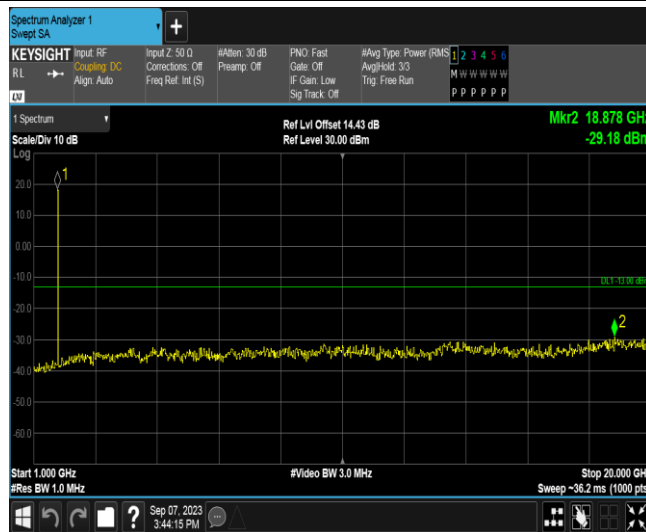 Spectrum Analyzer 1
Swept SA
+
KEYSIGHT
RL
LXI
Input: RF
Coupling: DC
Align: Auto
Input Z: 50 Ω
Corrections: Off
Freq Ref: Int (S)
#Atten: 30 dB
Preamp: Off
PNO: Fast
Gate: Off
IF Gain: Low
Sig Track: Off
#Avg Type: Power (RMS
Avg|Hold: 3/3
Trig: Free Run
1 2 3 4 5 6
M W W W W W
P P P P P P
1 Spectrum
Scale/Div 10 dB
Ref Lvl Offset 14.43 dB
Ref Level 30.00 dBm
Mkr2 18.878 GHz
-29.18 dBm
Log
1
20.0
10.0
0.00
-10.0
DL1 -13.00 dBm
-20.0
2
-30.0
-40.0
-50.0
-60.0
Start 1.000 GHz
#Video BW 3.0 MHz
Stop 20.000 GHz
#Res BW 1.0 MHz
Sweep ~36.2 ms (1000 pts
?
Sep 07, 2023
3:44:15 PM